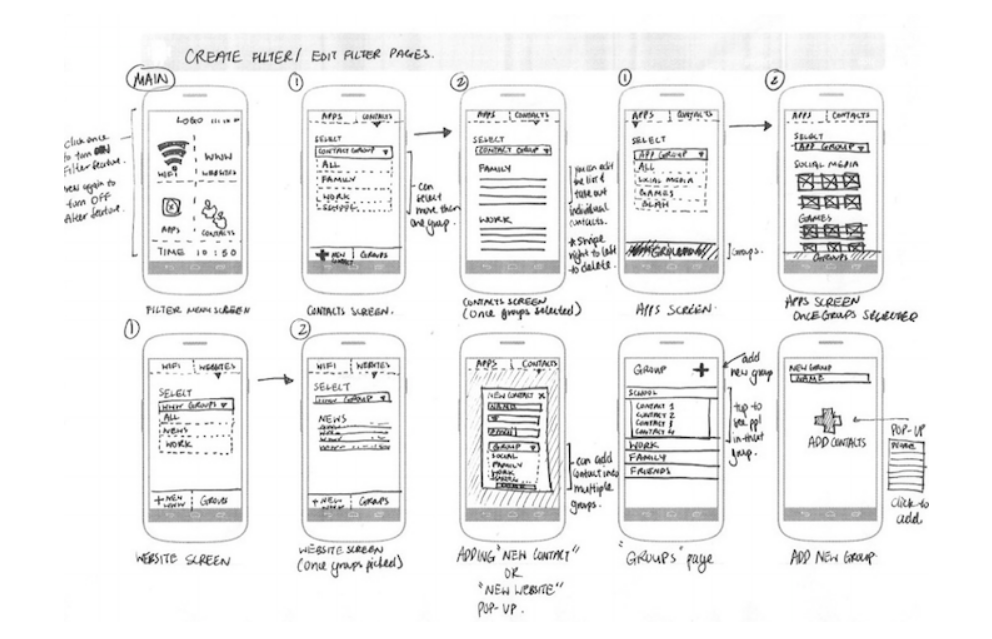 CREATE FILTER/ EDIT FILTER PAGES.
MAIN
LOGO
WWW
WIFI
WEBSITES
APPS
CONTACTS
TIME 10:50
click once
to turn ON
Filter feature.
again to
turn OFF
filter feature.
FILTER MENU SCREEN
1
APPS CONTACTS
SELECT
CONTACT GROUP
ALL
FAMILY
WORK
+ NEW CONTACT GROUPS
can
select
more than
one group.
CONTACTS SCREEN.
2
APPS CONTACTS
SELECT
CONTACT GROUP
FAMILY
WORK
you can edit
the list &
take out
individual
contacts.
* Swipe
right to left
to delete.
CONTACTS SCREEN
(Once groups selected)
1
APPS CONTACTS
SELECT
APP GROUP
ALL
SOCIAL MEDIA
GAMES
BLAH
Groups.
APPS SCREEN.
2
APPS CONTACTS
SELECT
APP GROUP
SOCIAL MEDIA
GAMES
GROUPS
APPS SCREEN
ONCE GROUPS SELECTED
1
WIFI WEBSITES
SELECT
WWW GROUPS
ALL
NEWS
WORK
+ NEW WWW GROUPS
WEBSITE SCREEN
2
WIFI WEBSITES
SELECT
WWW GROUP
NEWS
+ NEW WWW GROUPS
WEBSITE SCREEN
(Once groups picked)
APPS CONTACTS
NEW CONTACT X
NAME
EMAIL
GROUP
SOCIAL
FAMILY
WORK
can add
contact into
multiple
groups.
ADDING "NEW CONTACT"
OR
"NEW WEBSITE"
POP-UP.
GROUP +
add
new group
SCHOOL
CONTACT 1
CONTACT 2
CONTACT 3
CONTACT 4
WORK
FAMILY
FRIENDS
tap to
see ppl
in that
group.
"GROUPS" page
NEW GROUP
NAME
ADD CONTACTS
POP-UP
PHONE
click to
add
ADD NEW GROUP